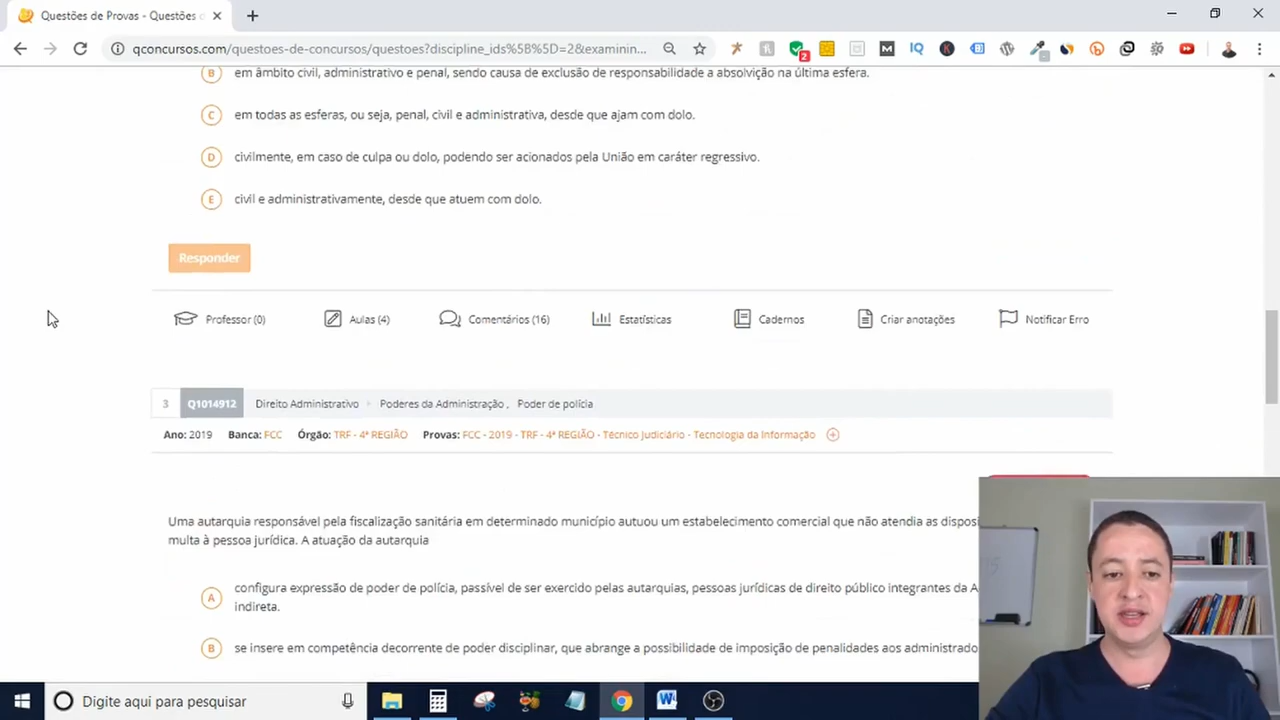 Questões de Provas - Questões d
qconcursos.com/questoes-de-concursos/questoes?discipline_ids%5B%5D=2&examinin...
B em âmbito civil, administrativo e penal, sendo causa de exclusão de responsabilidade a absolvição na última esfera.
C em todas as esferas, ou seja, penal, civil e administrativa, desde que ajam com dolo.
D civilmente, em caso de culpa ou dolo, podendo ser acionados pela União em caráter regressivo.
E civil e administrativamente, desde que atuem com dolo.
Responder
Professor (0) Aulas (4) Comentários (16) Estatísticas Cadernos Criar anotações Notificar Erro
3 Q1014912 Direito Administrativo Poderes da Administração , Poder de polícia
Ano: 2019 Banca: FCC Órgão: TRF - 4ª REGIÃO Provas: FCC - 2019 - TRF - 4ª REGIÃO - Técnico Judiciário - Tecnologia da Informação
Uma autarquia responsável pela fiscalização sanitária em determinado município autuou um estabelecimento comercial que não atendia as disposi
multa à pessoa jurídica. A atuação da autarquia
A configura expressão de poder de polícia, passível de ser exercido pelas autarquias, pessoas jurídicas de direito público integrantes da A
indireta.
B se insere em competência decorrente de poder disciplinar, que abrange a possibilidade de imposição de penalidades aos administrado
Digite aqui para pesquisar